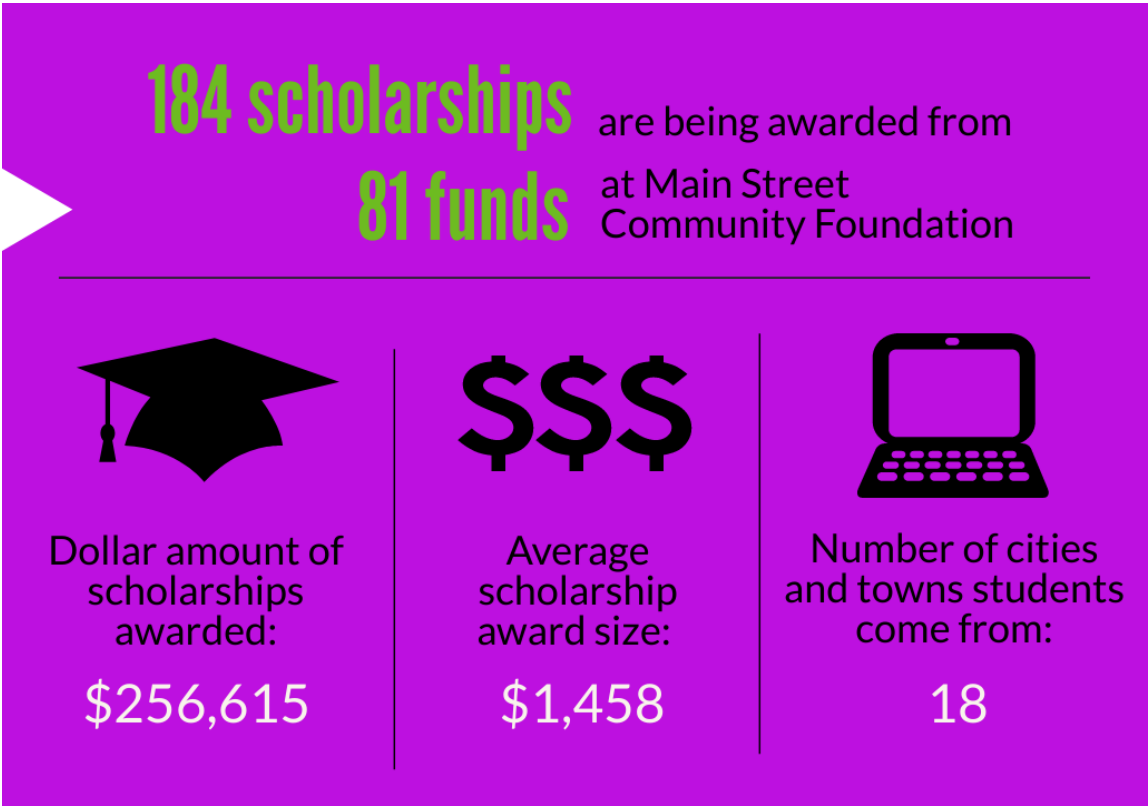 184 scholarships are being awarded from
81 funds at Main Street
Community Foundation
$$$
Dollar amount of
scholarships
awarded:
$256,615
Average
scholarship
award size:
$1,458
Number of cities
and towns students
come from:
18